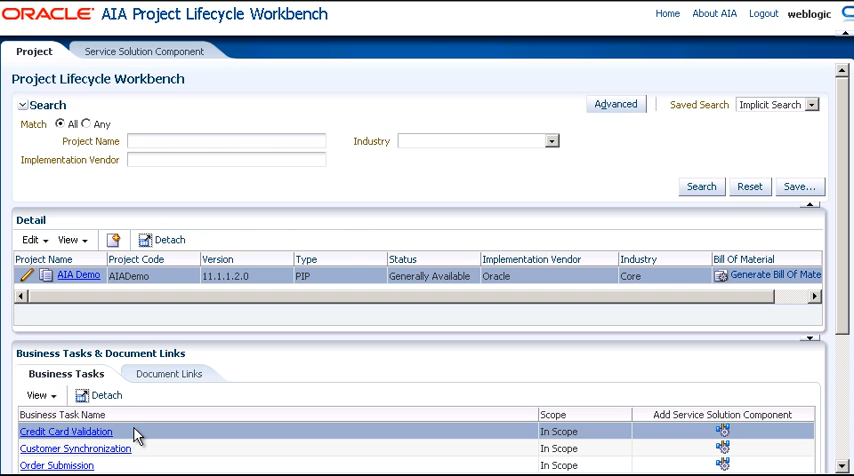 ORACLE AIA Project Lifecycle Workbench
Home About AIA Logout weblogic
Project Service Solution Component
Project Lifecycle Workbench
Search Advanced Saved Search Implicit Search
Match All Any
Project Name Industry
Implementation Vendor
Search Reset Save...
Detail
Edit View Detach
Project Name Project Code Version Type Status Implementation Vendor Industry Bill Of Material
AIA Demo AIADemo 11.1.1.2.0 PIP Generally Available Oracle Core Generate Bill Of Mate
Business Tasks & Document Links
Business Tasks Document Links
View Detach
Business Task Name Scope Add Service Solution Component
Credit Card Validation In Scope
Customer Synchronization In Scope
Order Submission In Scope